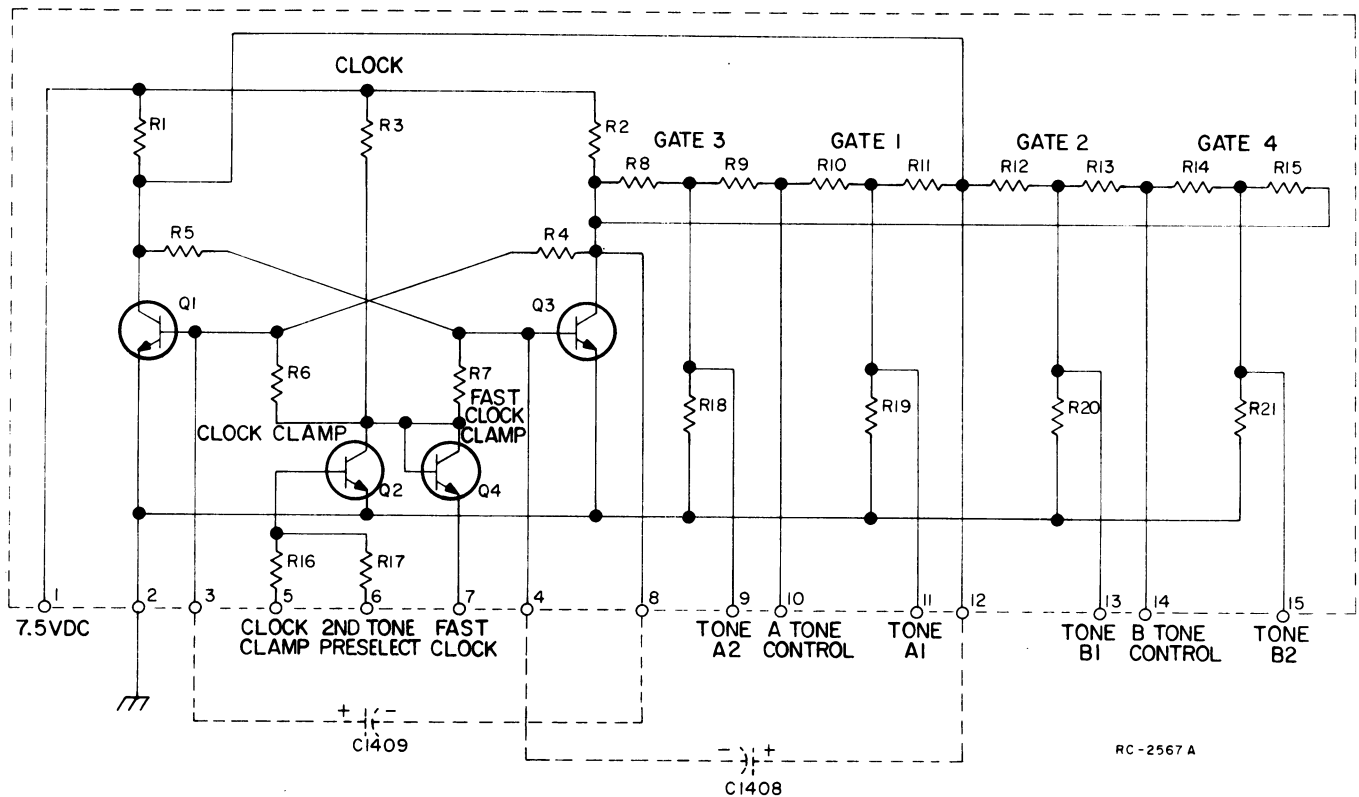 CLOCK
R1
R3
R2
GATE 3
GATE 1
GATE 2
GATE 4
R8
R9
R10
R11
R12
R13
R14
R15
R5
R4
Q1
Q3
R6
R7
FAST
CLOCK
CLAMP
CLOCK CLAMP
Q2
Q4
R18
R19
R20
R21
R16
R17
1
2
3
5
6
7
4
8
9
10
11
12
13
14
15
7.5VDC
CLOCK
CLAMP
2ND TONE
PRESELECT
FAST
CLOCK
TONE
A2
A TONE
CONTROL
TONE
A1
TONE
B1
B TONE
CONTROL
TONE
B2
+ -
C1409
- +
C1408
RC-2567A